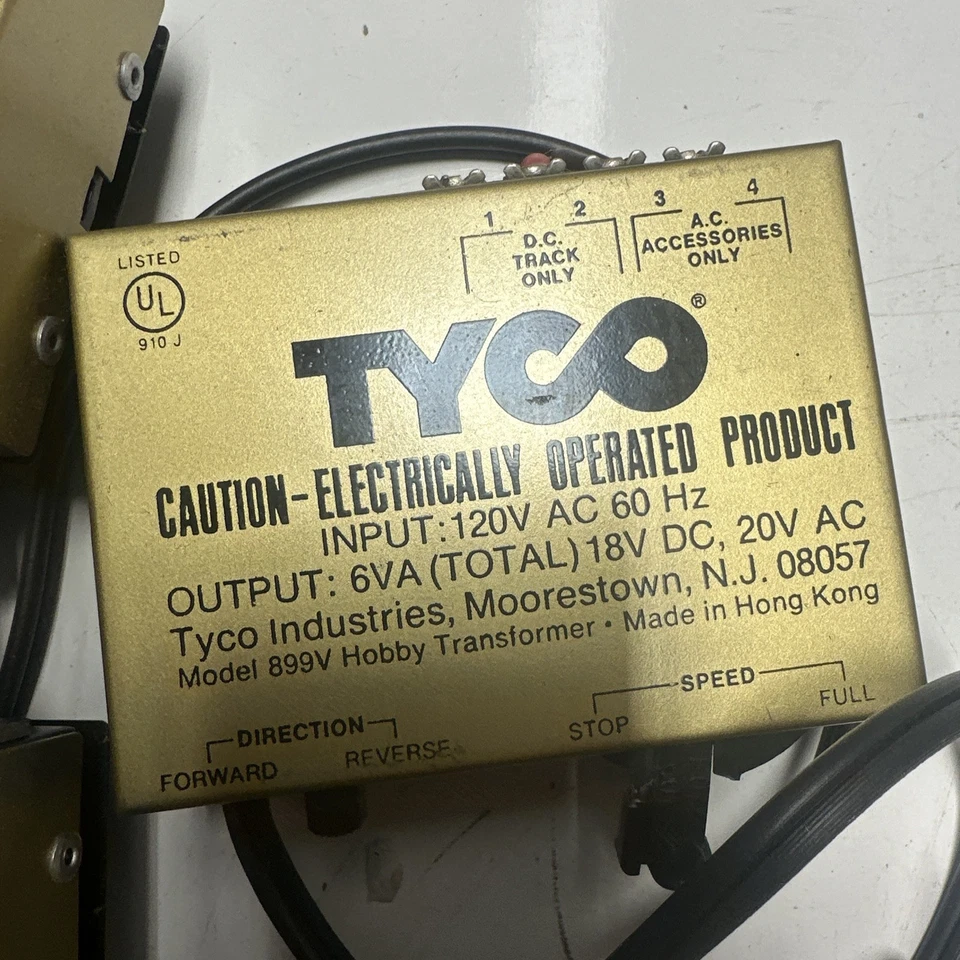 LISTED
UL
910 J
1 2
D.C.
TRACK
ONLY
3 4
A.C.
ACCESSORIES
ONLY
TYCO®
CAUTION-ELECTRICALLY OPERATED PRODUCT
INPUT: 120V AC 60 Hz
OUTPUT: 6VA (TOTAL) 18V DC, 20V AC
Tyco Industries, Moorestown, N.J. 08057
Model 899V Hobby Transformer • Made in Hong Kong
DIRECTION
FORWARD REVERSE
SPEED
STOP FULL